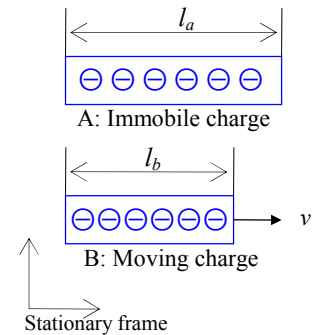 l_a
A: Immobile charge
l_b
v
B: Moving charge
Stationary frame